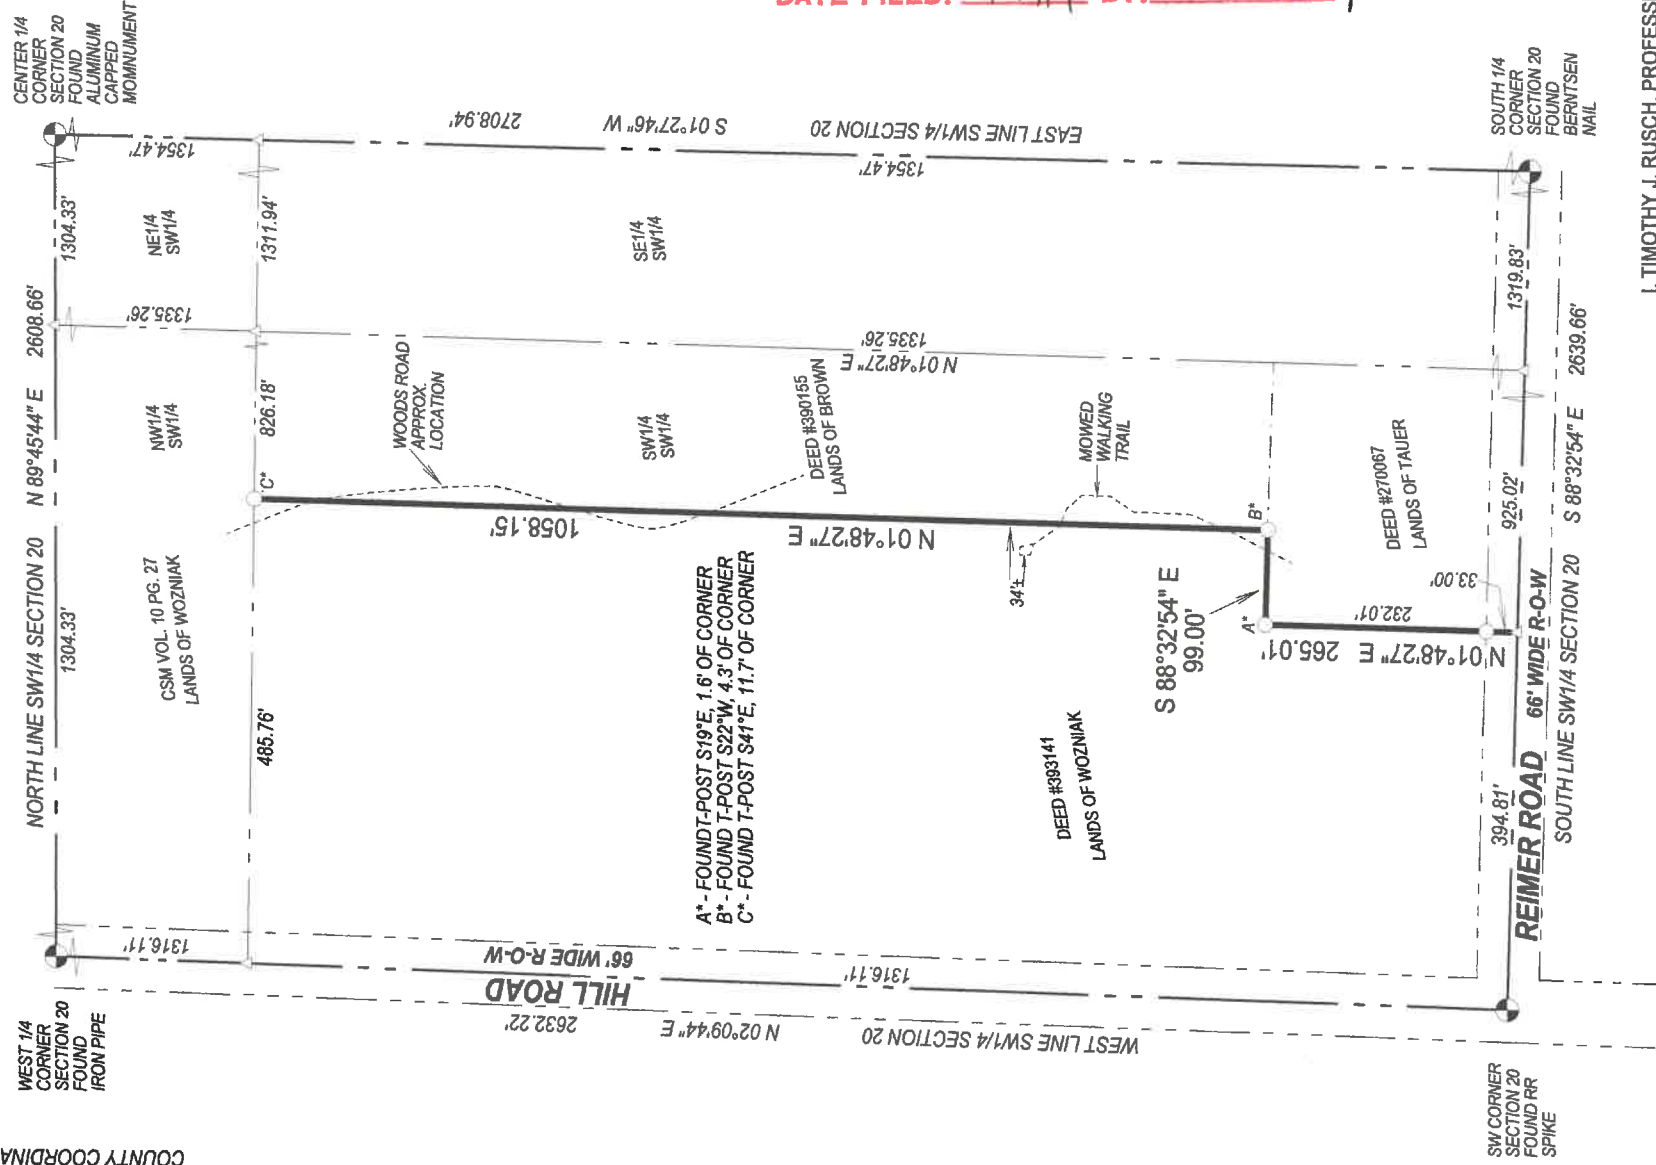 DATE FILED:
BY:
I, TIMOTHY J. RUSCH, PROFESS
CENTER 1/4
CORNER
SECTION 20
FOUND
ALUMINUM
CAPPED
MOMNUMENT
NORTH LINE SW1/4 SECTION 20 N 89°45'44" E 2608.66'
1304.33'
1304.33'
WEST 1/4
CORNER
SECTION 20
FOUND
IRON PIPE
1354.47'
EAST LINE SW1/4 SECTION 20
S 01°27'46" W
2708.94'
1354.47'
SOUTH 1/4
CORNER
SECTION 20
FOUND
BERNTSEN
NAIL
NE1/4
SW1/4
1311.94'
SE1/4
SW1/4
1319.83'
1335.26'
1335.26'
N 01°48'27" E
2639.66'
NW1/4
SW1/4
826.18'
WOODS ROAD
APPROX.
LOCATION
SW1/4
SW1/4
DEED #390155
LANDS OF BROWN
MOWED
WALKING
TRAIL
DEED #270067
LANDS OF TAUER
925.02'
S 88°32'54" E
C*
1058.15'
N 01°48'27" E
B*
34'±
33.00'
CSM VOL. 10 PG. 27
LANDS OF WOZNIAK
485.76'
A* - FOUNDT-POST S19°E, 1.6' OF CORNER
B* - FOUND T-POST S22°W, 4.3' OF CORNER
C* - FOUND T-POST S41°E, 11.7' OF CORNER
S 88°32'54" E
99.00'
A*
232.01'
N 01°48'27" E 265.01'
DEED #393141
LANDS OF WOZNIAK
394.81'
REIMER ROAD 66' WIDE R-O-W
SOUTH LINE SW1/4 SECTION 20
1316.11'
66' WIDE R-O-W
HILL ROAD
1316.11'
WEST LINE SW1/4 SECTION 20
N 02°09'44" E
2632.22'
SW CORNER
SECTION 20
FOUND RR
SPIKE
COUNTY COORDINA